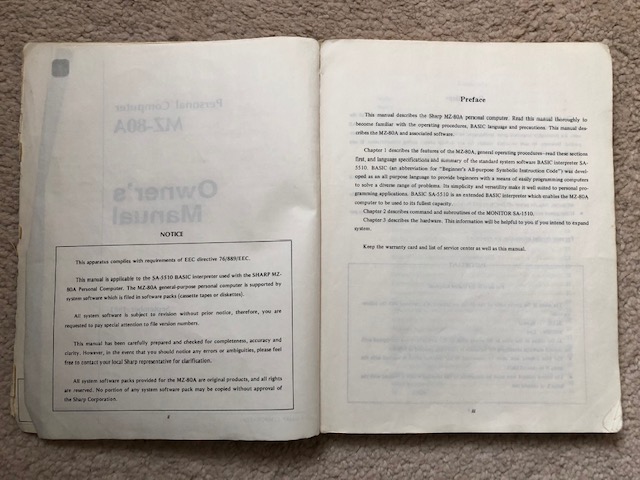 Personal Computer
MZ-80A
Owner's
Manual
NOTICE
This apparatus complies with requirements of EEC directive 76/889/EEC.
This manual is applicable to the SA-5510 BASIC interpreter used with the SHARP MZ-
80A Personal Computer. The MZ-80A general-purpose personal computer is supported by
system software which is filed in software packs (cassette tapes or diskettes).
All system software is subject to revision without prior notice, therefore, you are
requested to pay special attention to file version numbers.
This manual has been carefully prepared and checked for completeness, accuracy and
clarity. However, in the event that you should notice any errors or ambiguities, please feel
free to contact your local Sharp representative for clarification.
All system software packs provided for the MZ-80A are original products, and all rights
are reserved. No portion of any system software pack may be copied without approval of
the Sharp Corporation.
ii
Preface
This manual describes the Sharp MZ-80A personal computer. Read this manual thoroughly to
become familiar with the operating procedures, BASIC language and precautions. This manual des-
cribes the MZ-80A and associated software.
Chapter 1 describes the features of the MZ-80A, general operating procedures–read these sections
first, and language specifications and summary of the standard system software BASIC interpreter SA-
5510. BASIC (an abbreviation for "Beginner's All-purpose Symbolic Instruction Code") was devel-
oped as an all purpose language to provide beginners with a means of easily programming computers
to solve a diverse range of problems. Its simplicity and versatility make it well suited to personal pro-
gramming applications. BASIC SA-5510 is an extended BASIC interpreter which enables the MZ-80A
computer to be used to its fullest capacity.
Chapter 2 describes command and subroutines of the MONITOR SA-1510.
Chapter 3 describes the hardware. This information will be helpful to you if you intend to expand
system.
Keep the warranty card and list of service center as well as this manual.
iii